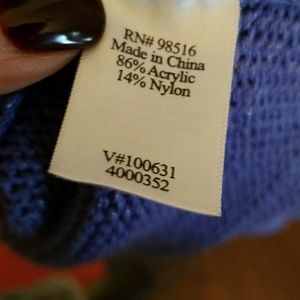 RN# 98516
Made in China
86% Acrylic
14% Nylon
V#100631
4000352